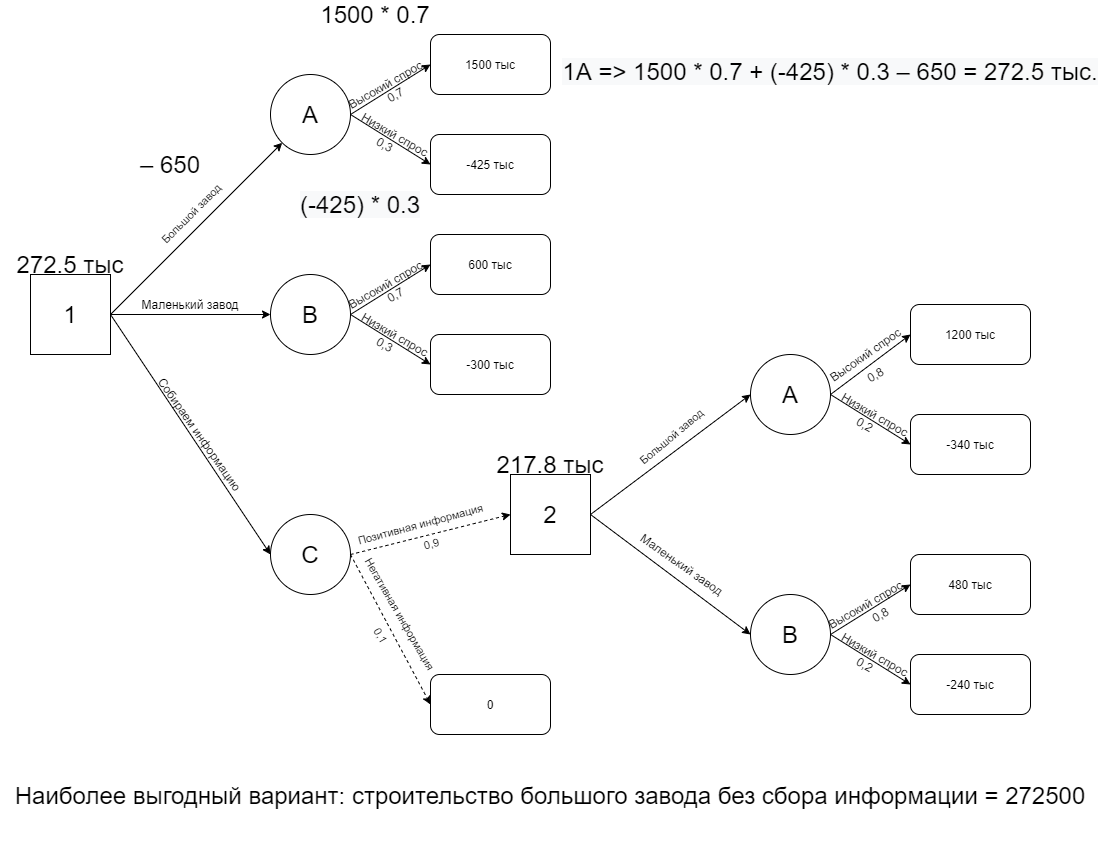 1500 * 0.7
1500 тыс
1А => 1500 * 0.7 + (-425) * 0.3 – 650 = 272.5 тыс.
Высокий спрос
0,7
A
Низкий спрос
0,3
-425 тыс
– 650
Большой завод
(-425) * 0.3
272.5 тыс
1
Маленький завод
B
Высокий спрос
0,7
600 тыс
Низкий спрос
0,3
-300 тыс
Собираем информацию
C
Позитивная информация
0,9
Негативная информация
0,1
0
217.8 тыс
2
Большой завод
A
Высокий спрос
0,8
1200 тыс
Низкий спрос
0,2
-340 тыс
Маленький завод
B
Высокий спрос
0,8
480 тыс
Низкий спрос
0,2
-240 тыс
Наиболее выгодный вариант: строительство большого завода без сбора информации = 272500